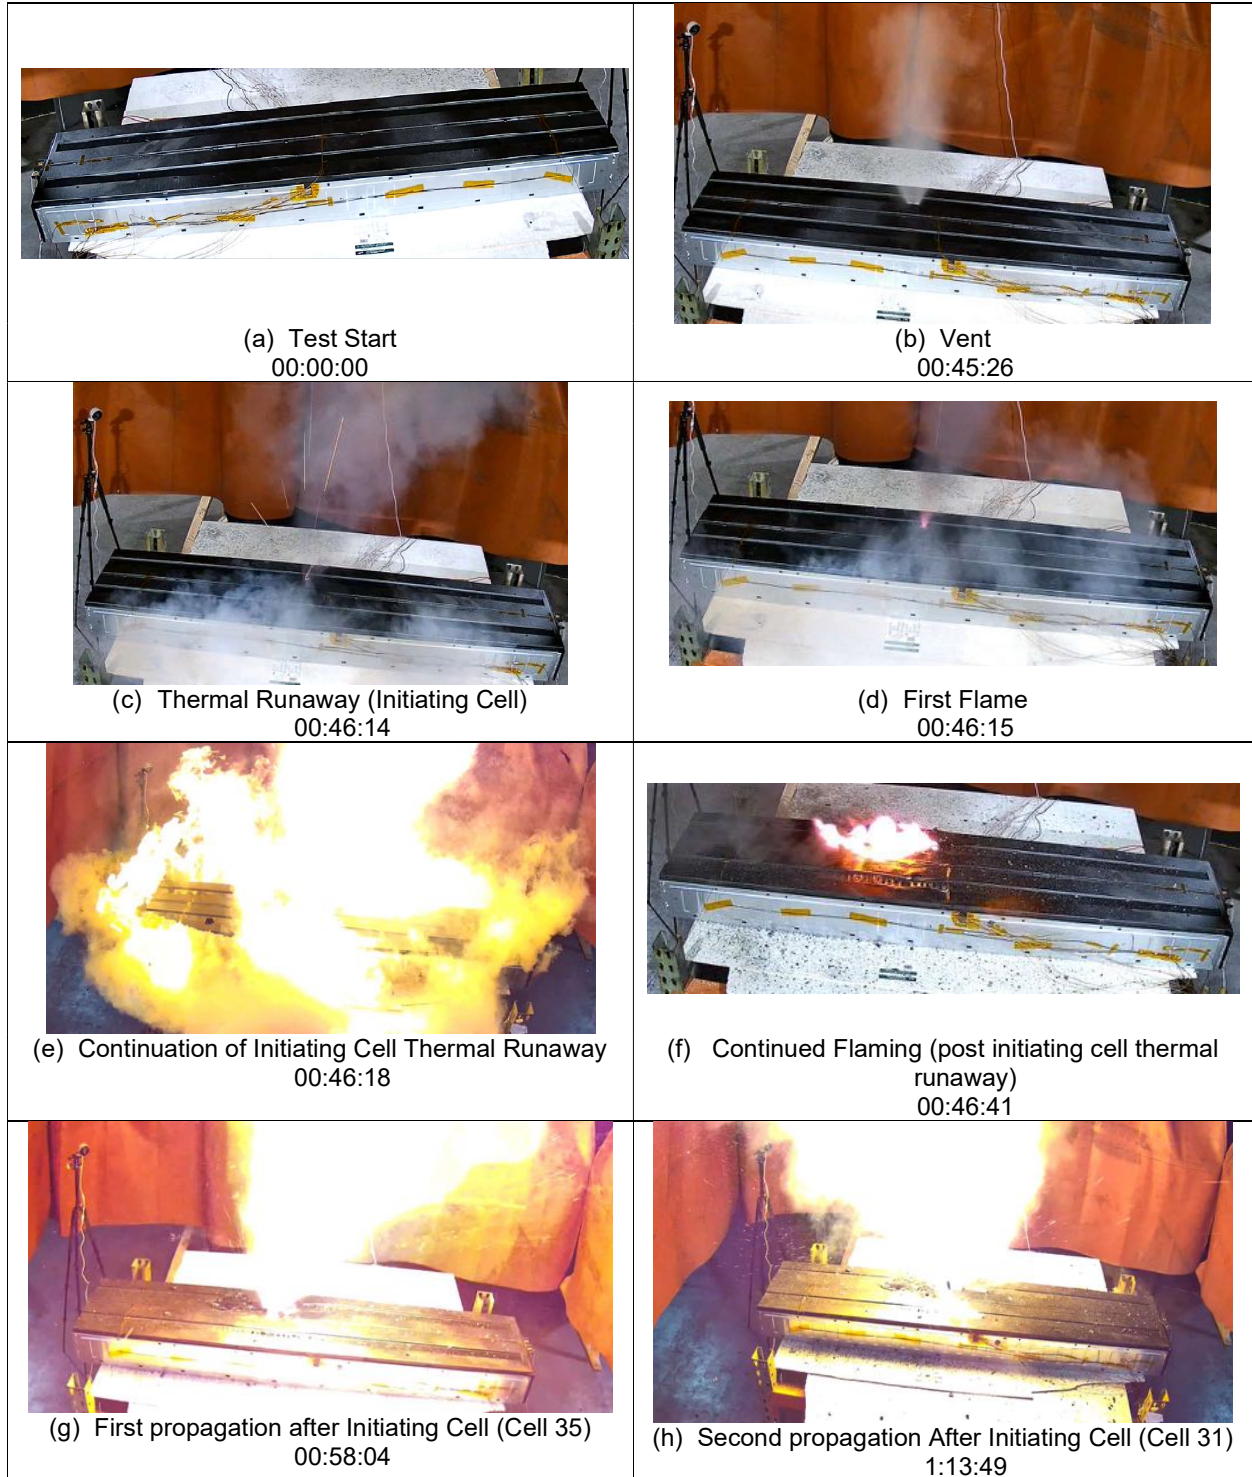 (a) Test Start
00:00:00
(b) Vent
00:45:26
(c) Thermal Runaway (Initiating Cell)
00:46:14
(d) First Flame
00:46:15
(e) Continuation of Initiating Cell Thermal Runaway
00:46:18
(f) Continued Flaming (post initiating cell thermal
runaway)
00:46:41
(g) First propagation after Initiating Cell (Cell 35)
00:58:04
(h) Second propagation After Initiating Cell (Cell 31)
1:13:49